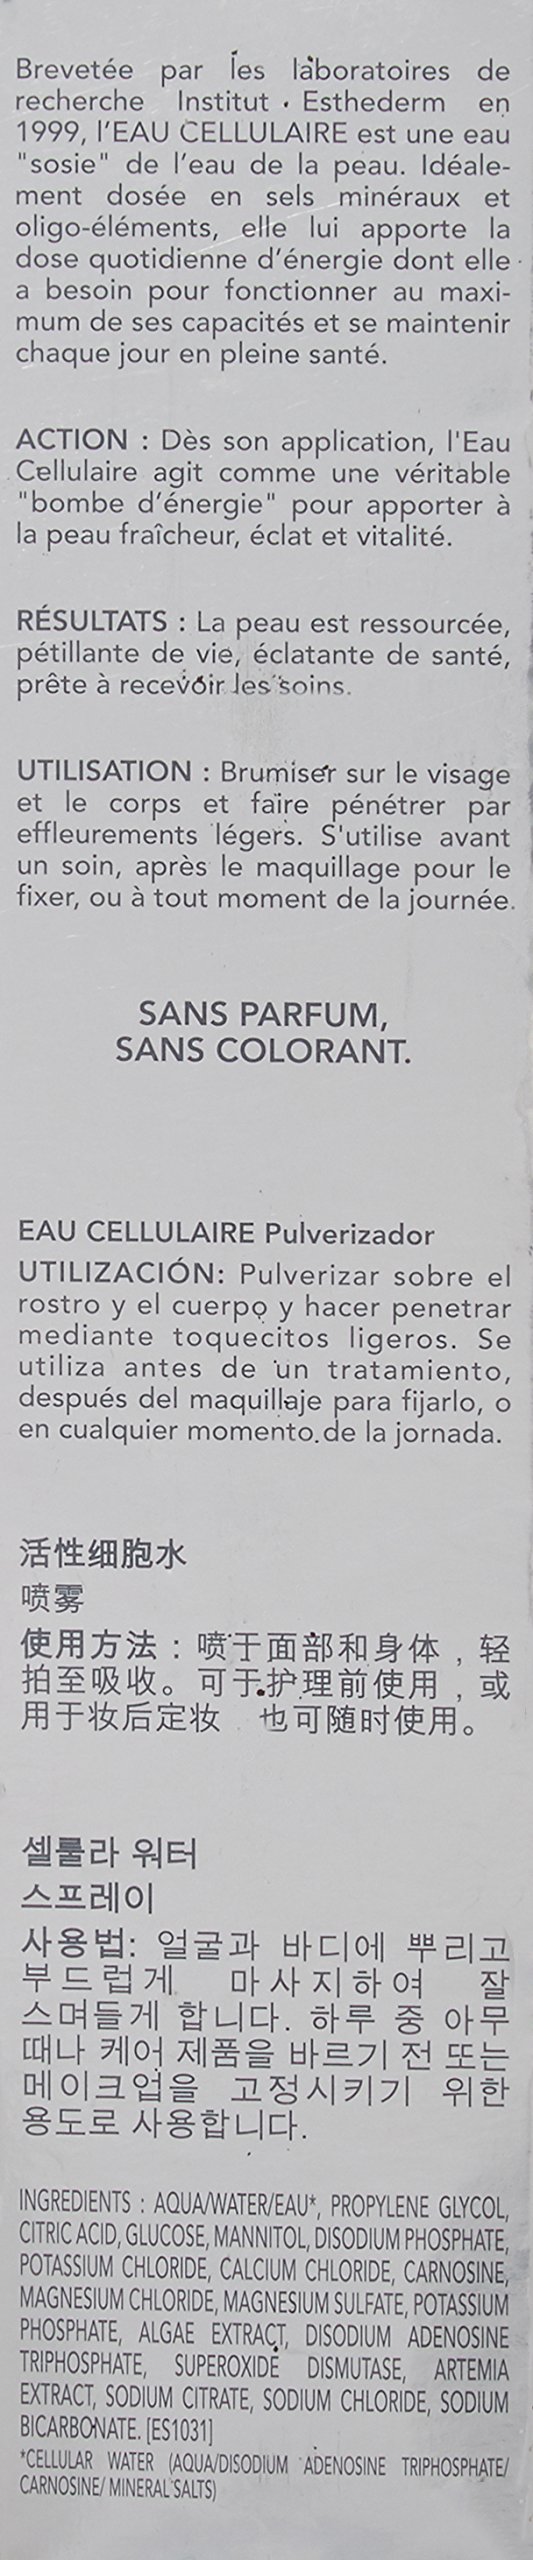 Brevetée par les laboratoires de
recherche Institut Esthederm en
1999, l'EAU CELLULAIRE est une eau
"sosie" de l'eau de la peau. Idéale-
ment dosée en sels minéraux et
oligo-éléments, elle lui apporte la
dose quotidienne d'énergie dont elle
a besoin pour fonctionner au maxi-
mum de ses capacités et se maintenir
chaque jour en pleine santé.
ACTION : Dès son application, l'Eau
Cellulaire agit comme une véritable
"bombe d'énergie" pour apporter à
la peau fraîcheur, éclat et vitalité.
RÉSULTATS : La peau est ressourcée,
pétillante de vie, éclatante de santé,
prête à recevoir les soins.
UTILISATION : Brumiser sur le visage
et le corps et faire pénétrer par
effleurements légers. S'utilise avant
un soin, après le maquillage pour le
fixer, ou à tout moment de la journée.
SANS PARFUM,
SANS COLORANT.
EAU CELLULAIRE Pulverizador
UTILIZACIÓN: Pulverizar sobre el
rostro y el cuerpo y hacer penetrar
mediante toquecitos ligeros. Se
utiliza antes de un tratamiento,
después del maquillaje para fijarlo, o
en cualquier momento de la jornada.
活性细胞水
喷雾
使用方法：喷于面部和身体，轻
拍至吸收。可于护理前使用，或
用于妆后定妆 也可随时使用。
셀룰라 워터
스프레이
사용법: 얼굴과 바디에 뿌리고
부드럽게 마사지하여 잘
스며들게 합니다. 하루 중 아무
때나 케어 제품을 바르기 전 또는
메이크업을 고정시키기 위한
용도로 사용합니다.
INGREDIENTS : AQUA/WATER/EAU*, PROPYLENE GLYCOL,
CITRIC ACID, GLUCOSE, MANNITOL, DISODIUM PHOSPHATE,
POTASSIUM CHLORIDE, CALCIUM CHLORIDE, CARNOSINE,
MAGNESIUM CHLORIDE, MAGNESIUM SULFATE, POTASSIUM
PHOSPHATE, ALGAE EXTRACT, DISODIUM ADENOSINE
TRIPHOSPHATE, SUPEROXIDE DISMUTASE, ARTEMIA
EXTRACT, SODIUM CITRATE, SODIUM CHLORIDE, SODIUM
BICARBONATE. [ES1031]
*CELLULAR WATER (AQUA/DISODIUM ADENOSINE TRIPHOSPHATE/
CARNOSINE/ MINERAL SALTS)